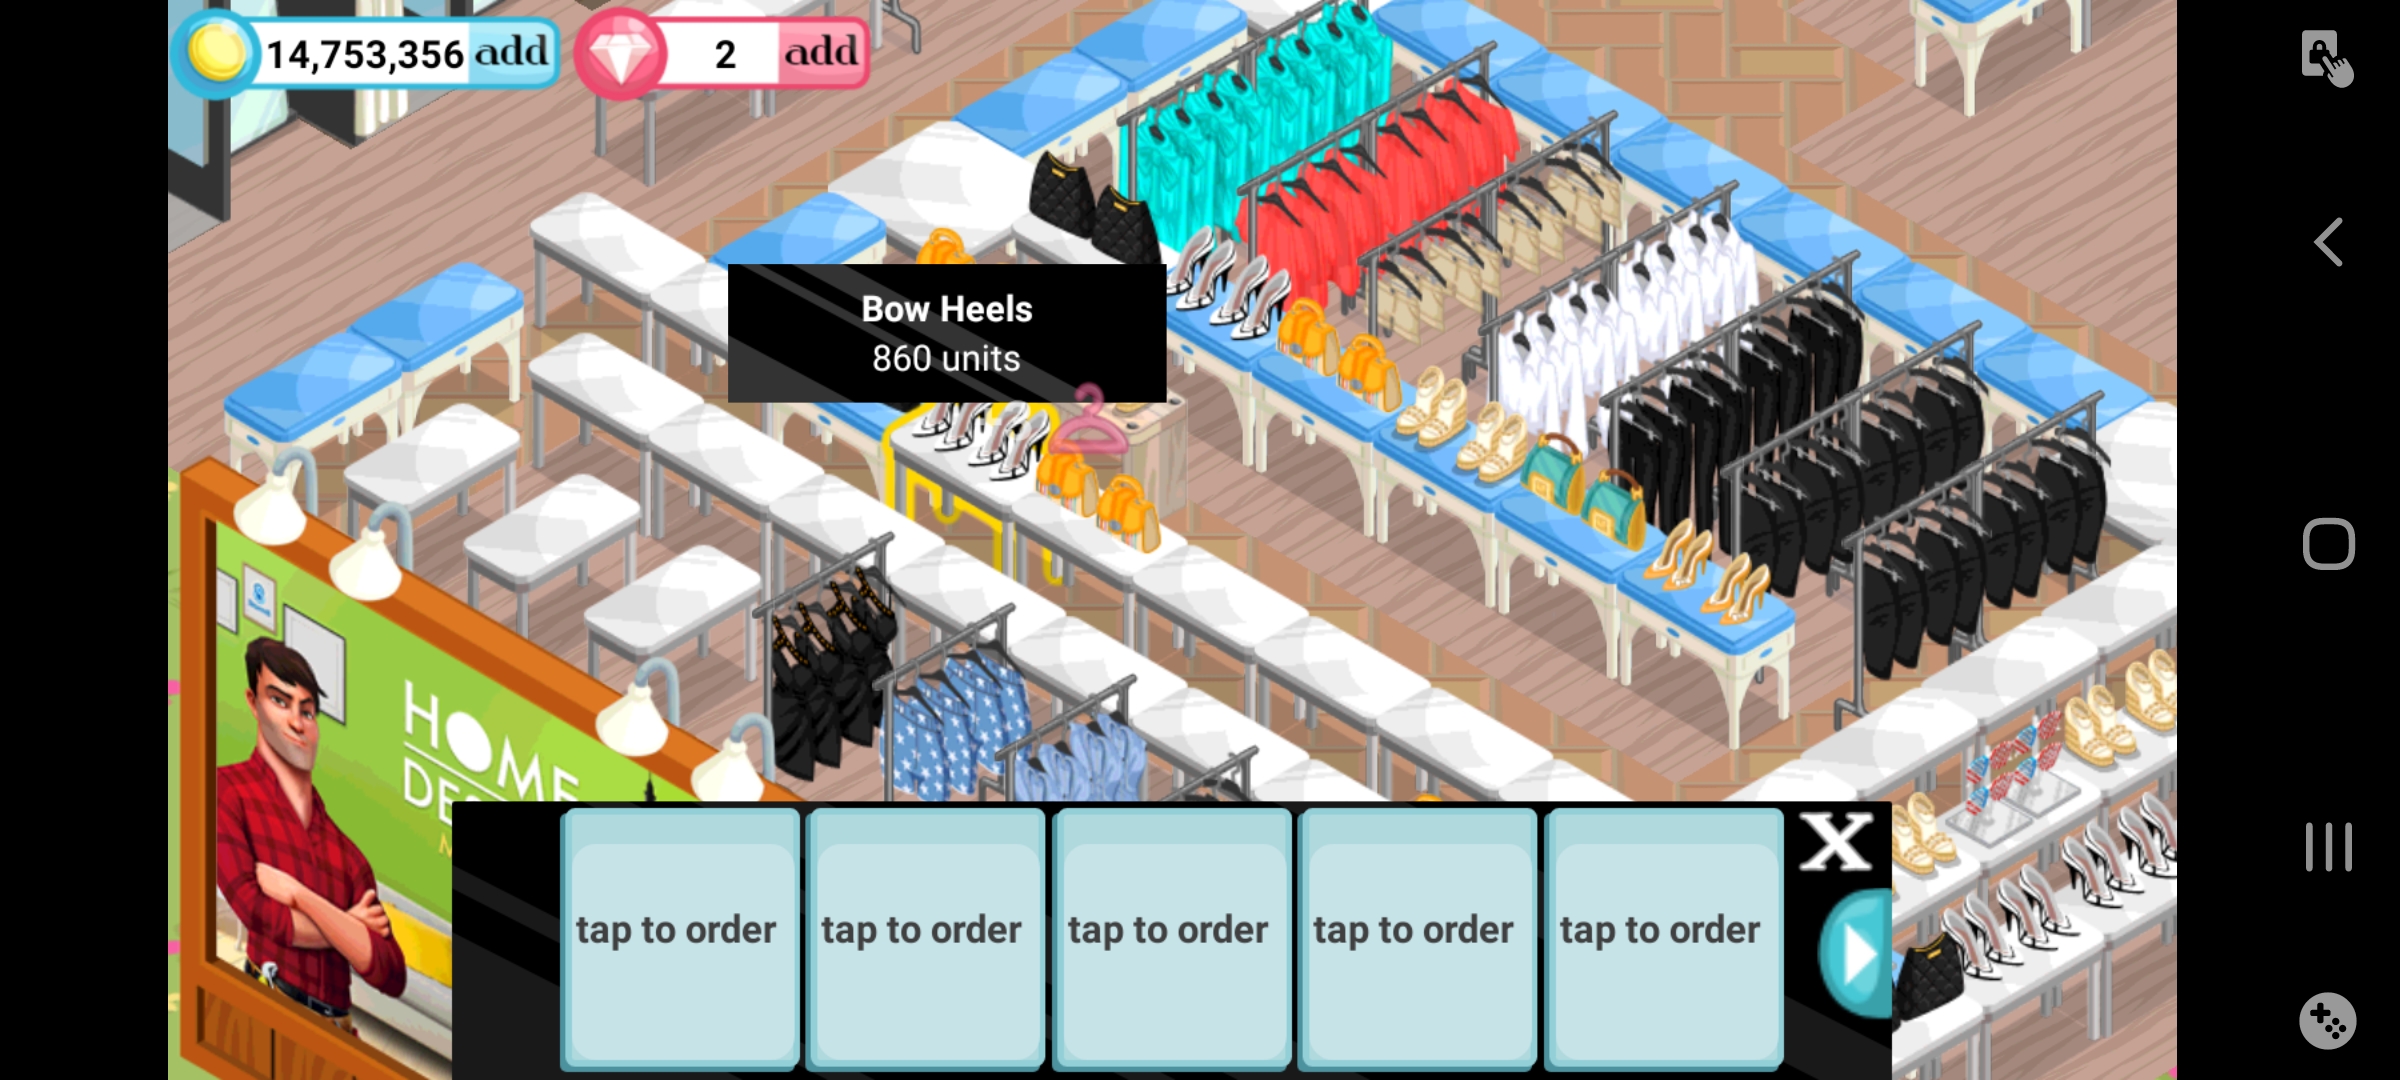 14,753,356 add
2 add
Bow Heels
860 units
HOME
tap to order
tap to order
tap to order
tap to order
tap to order
X